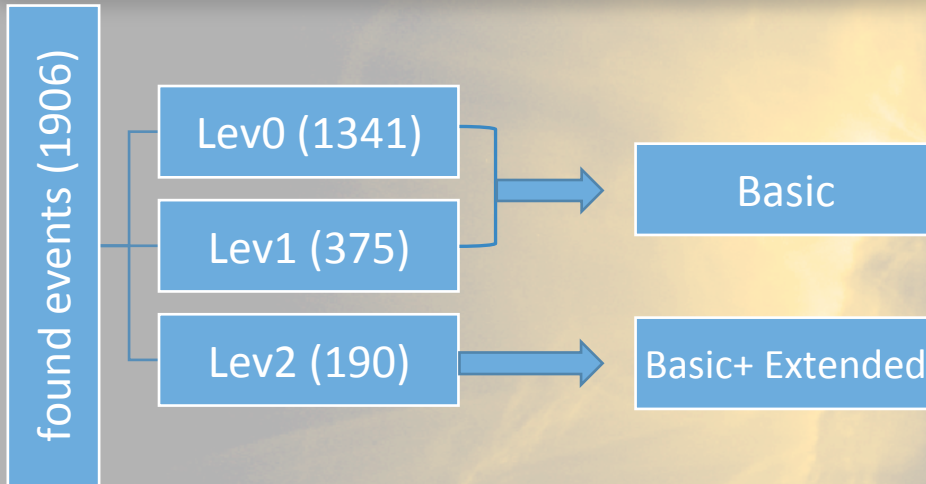 found events (1906)
Lev0 (1341)
Lev1 (375)
Lev2 (190)
Basic
Basic+ Extended